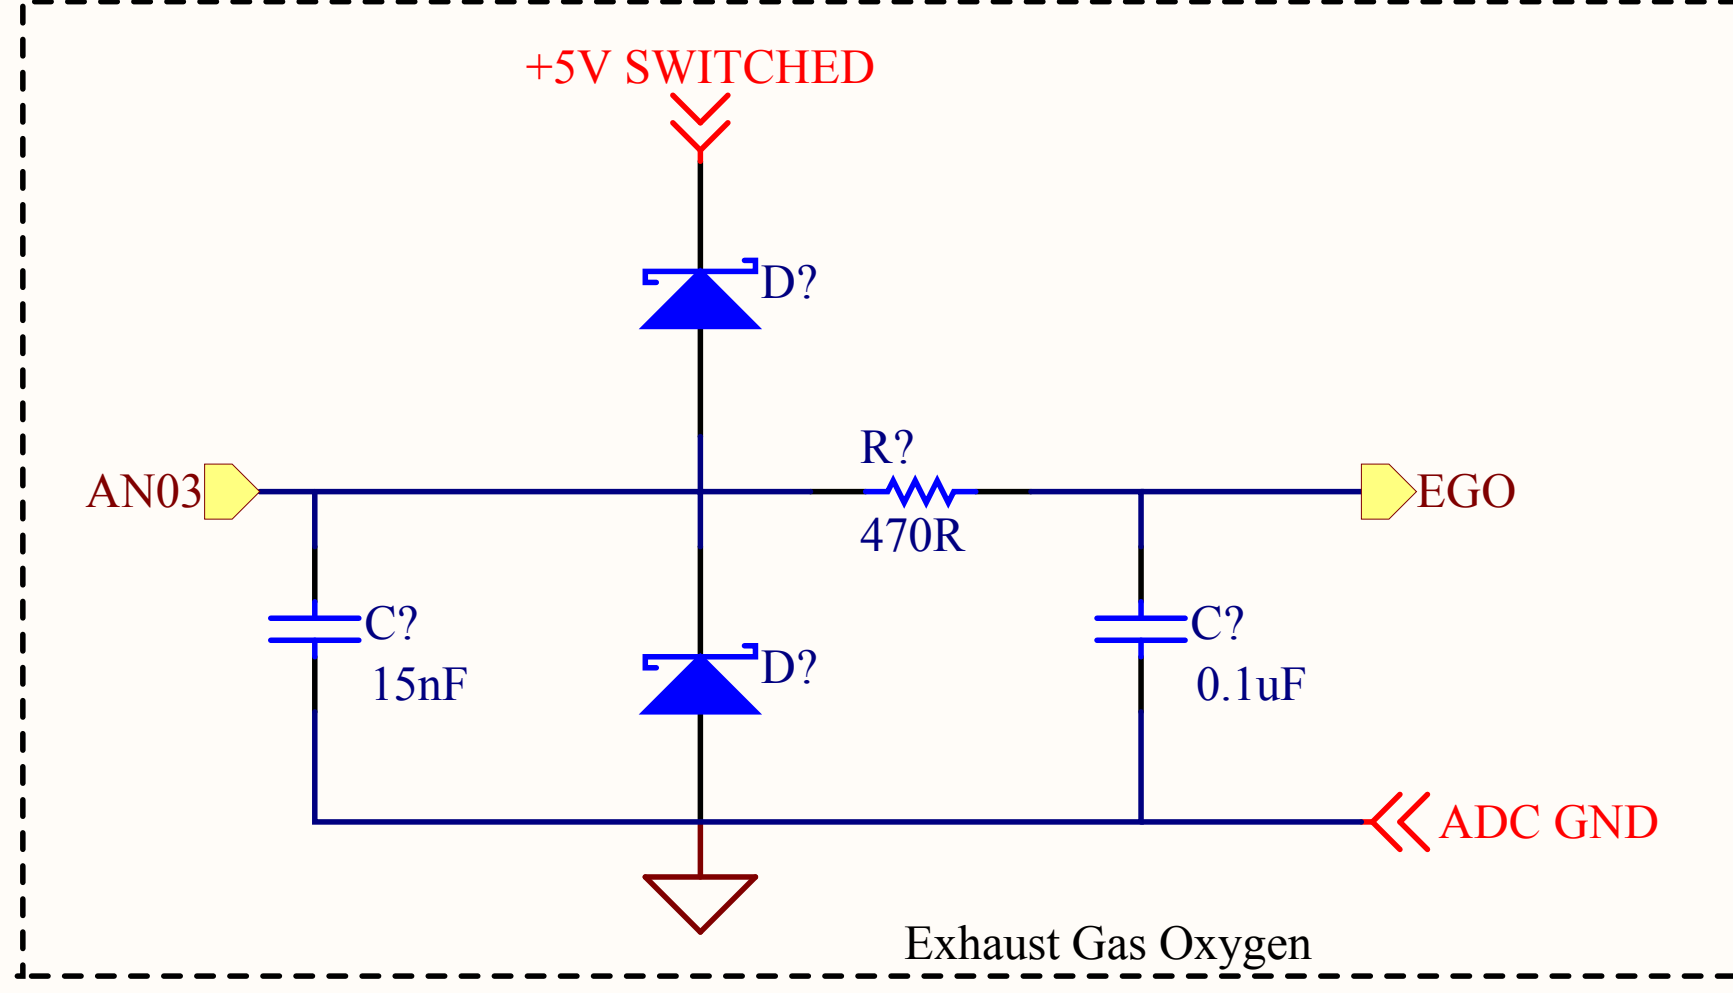 +5V SWITCHED
D?
R?
AN03
EGO
470R
C?
C?
D?
15nF
0.1uF
ADC GND
Exhaust Gas Oxygen